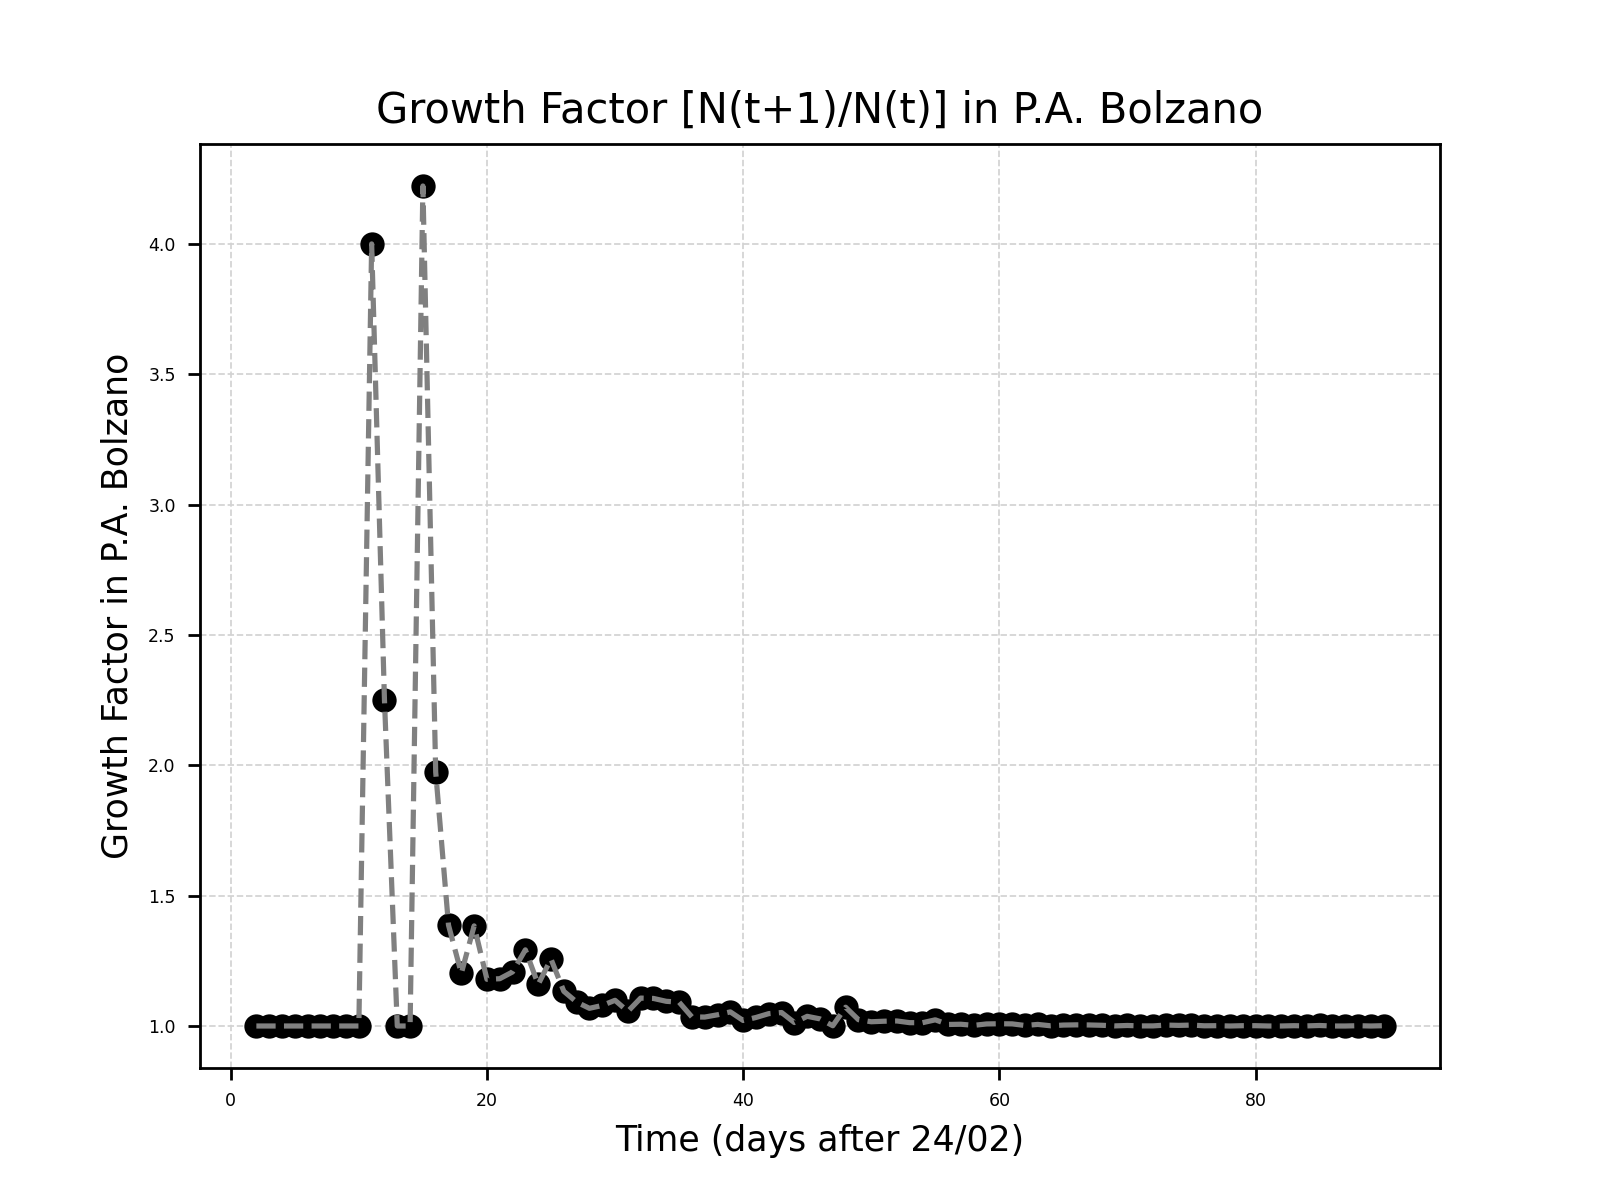 Growth Factor [N(t+1)/N(t)] in P.A. Bolzano
Growth Factor in P.A. Bolzano
4.0
3.5
3.0
2.5
2.0
1.5
1.0
0 20 40 60 80
Time (days after 24/02)